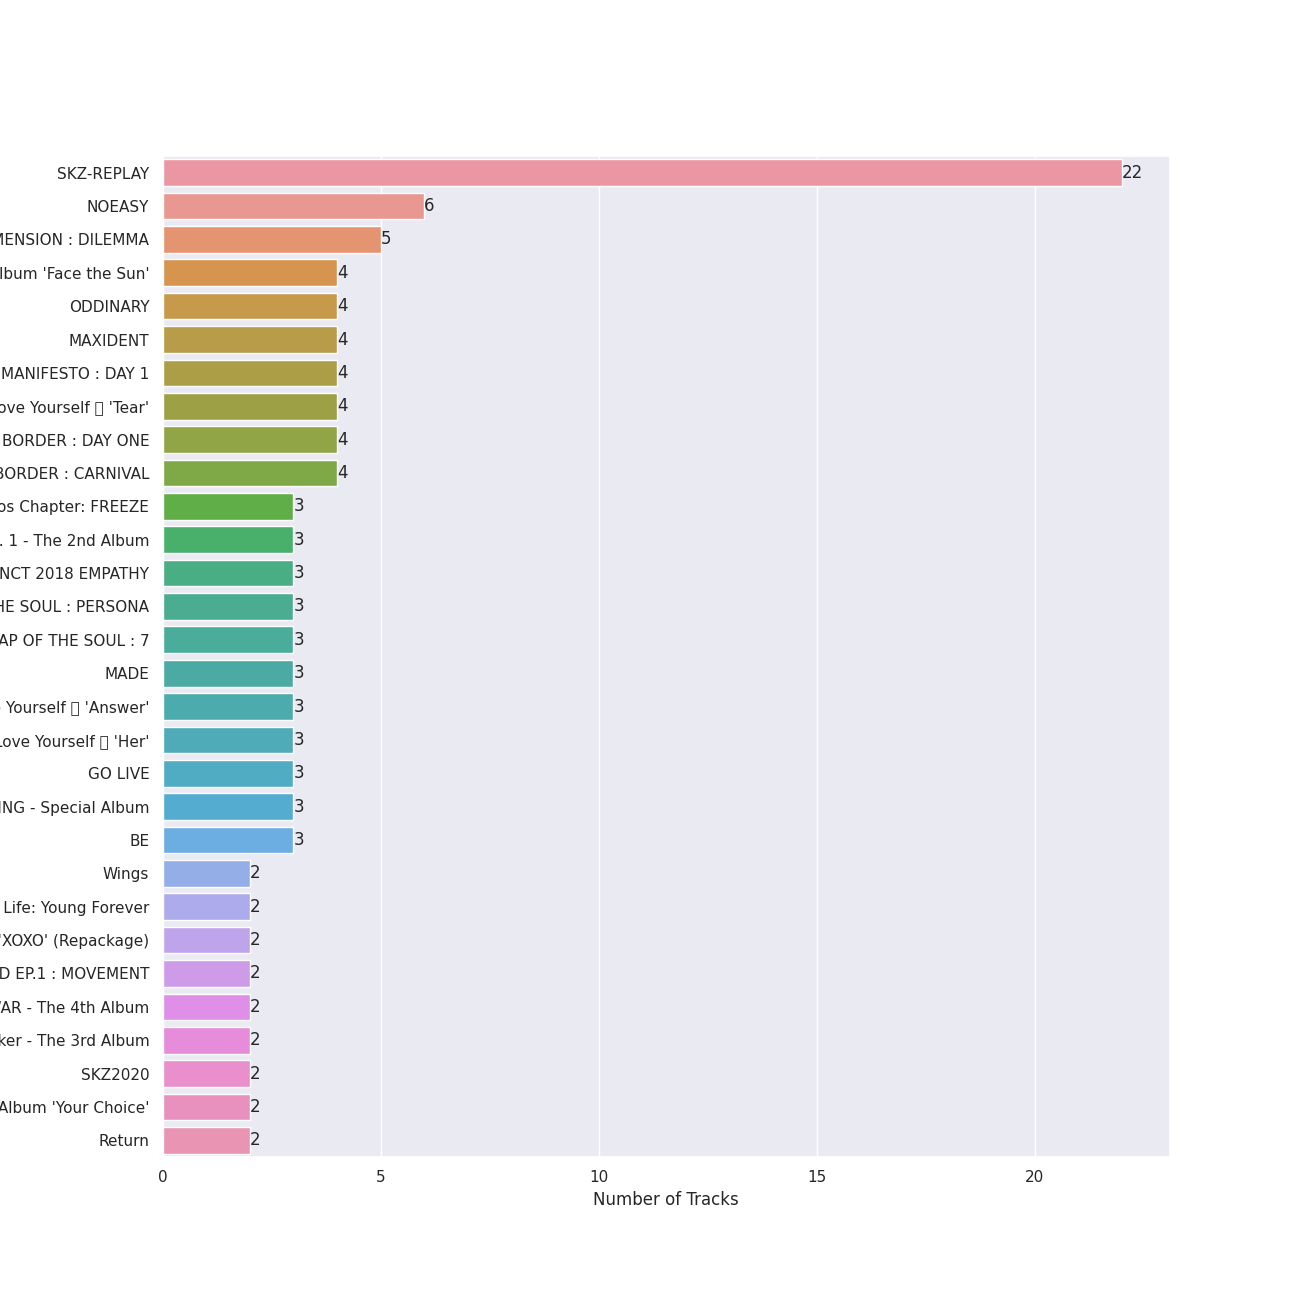 SKZ-REPLAY 22
NOEASY 6
MENSION : DILEMMA 5
lbum 'Face the Sun' 4
ODDINARY 4
MAXIDENT 4
MANIFESTO : DAY 1 4
ove Yourself 'Tear' 4
BORDER : DAY ONE 4
BORDER : CARNIVAL 4
os Chapter: FREEZE 3
. 1 - The 2nd Album 3
NCT 2018 EMPATHY 3
HE SOUL : PERSONA 3
AP OF THE SOUL : 7 3
MADE 3
Yourself 'Answer' 3
Love Yourself 'Her' 3
GO LIVE 3
ING - Special Album 3
BE 3
Wings 2
Life: Young Forever 2
'XOXO' (Repackage) 2
D EP.1 : MOVEMENT 2
AR - The 4th Album 2
ker - The 3rd Album 2
SKZ2020 2
Album 'Your Choice' 2
Return 2
0 5 10 15 20
Number of Tracks